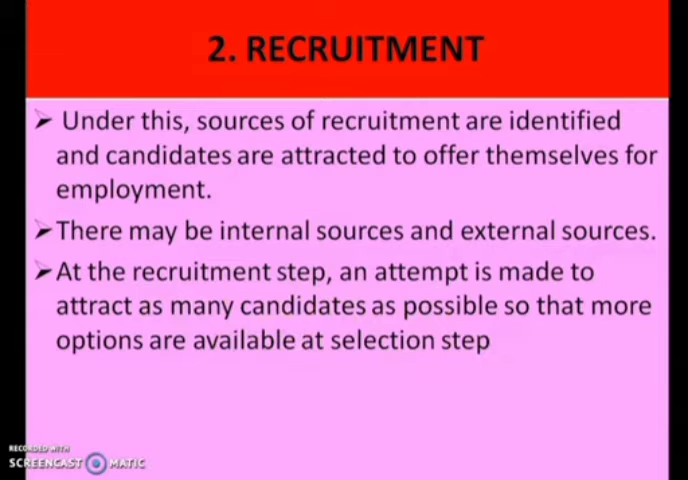 2. RECRUITMENT
➤ Under this, sources of recruitment are identified
and candidates are attracted to offer themselves for
employment.
➤ There may be internal sources and external sources.
➤ At the recruitment step, an attempt is made to
attract as many candidates as possible so that more
options are available at selection step
RECORDED WITH
SCREENCAST MATIC